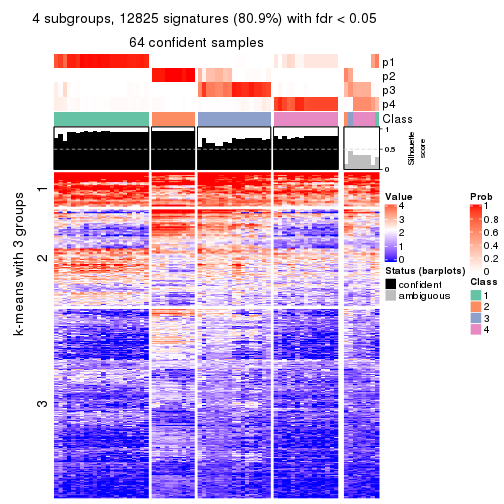 4 subgroups, 12825 signatures (80.9%) with fdr < 0.05
64 confident samples
p1
p2
p3
p4
Class
1
0.5
0
Silhouette
score
k-means with 3 groups
1
2
3
Value
4
3
2
1
0
Status (barplots)
confident
ambiguous
Prob
1
0.8
0.6
0.4
0.2
0
Class
1
2
3
4